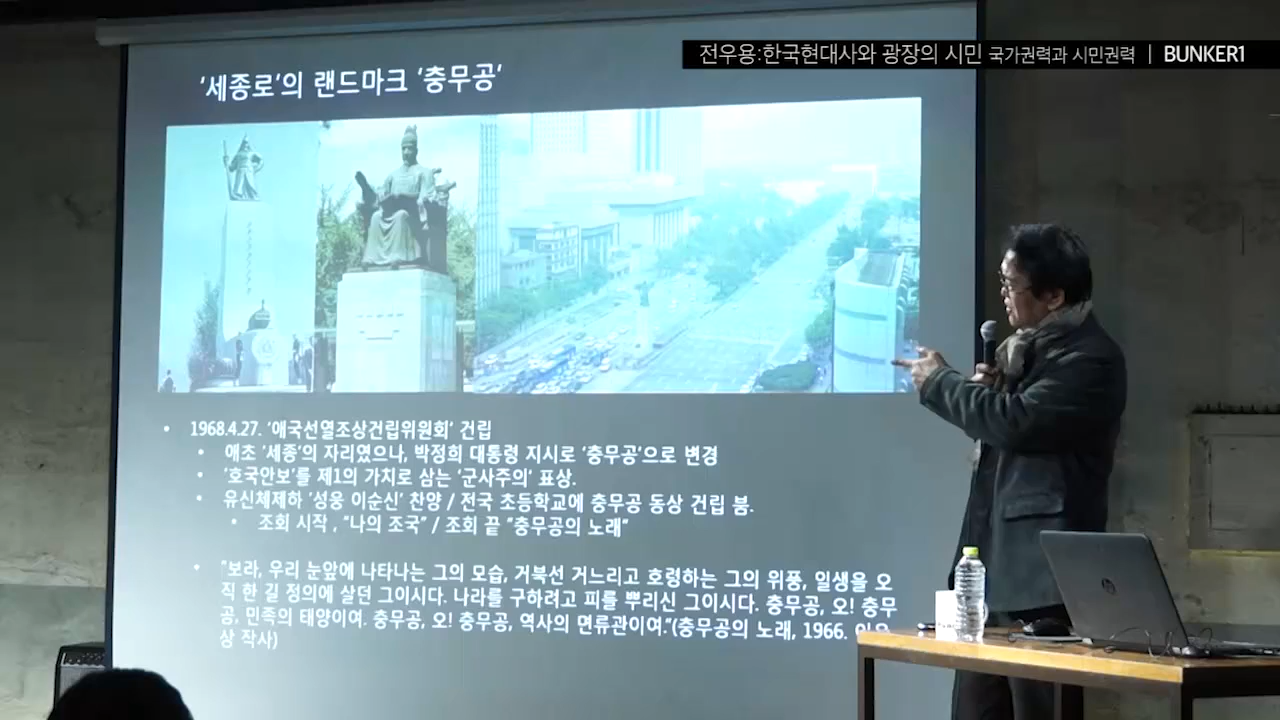 전우용:한국현대사와 광장의 시민 국가권력과 시민권력 | BUNKER1
'세종로'의 랜드마크 '충무공'
• 1968.4.27. '애국선열조상건립위원회' 건립
• 애초 '세종'의 자리였으나, 박정희 대통령 지시로 '충무공'으로 변경
• '호국안보'를 제1의 가치로 삼는 '군사주의' 표상.
• 유신체제하 '성웅 이순신' 찬양 / 전국 초등학교에 충무공 동상 건립 붐.
• 조회 시작 , "나의 조국" / 조회 끝 "충무공의 노래"
• "보라, 우리 눈앞에 나타나는 그의 모습, 거북선 거느리고 호령하는 그의 위풍, 일생을 오
직 한 길 정의에 살던 그이시다. 나라를 구하려고 피를 뿌리신 그이시다. 충무공, 오! 충무
공, 민족의 태양이여. 충무공, 오! 충무공, 역사의 면류관이여."(충무공의 노래, 1966.
상 작사)
hp